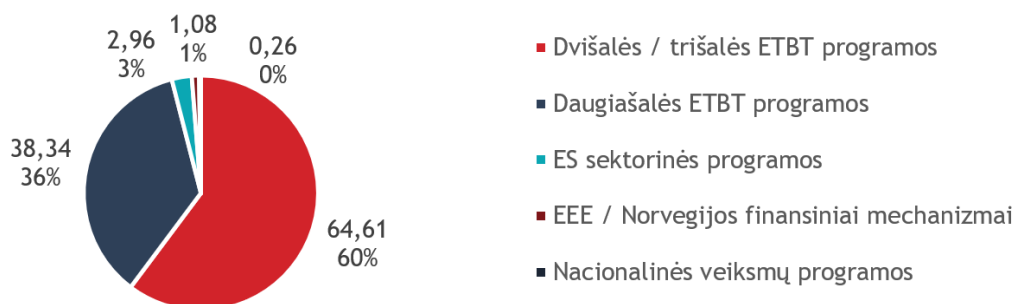 1,08
1%
2,96
3%
0,26
0%
38,34
36%
64,61
60%
Dvišalės / trišalės ETBT programos
Daugiašalės ETBT programos
ES sektorinės programos
EEE / Norvegijos finansiniai mechanizmai
Nacionalinės veiksmų programos